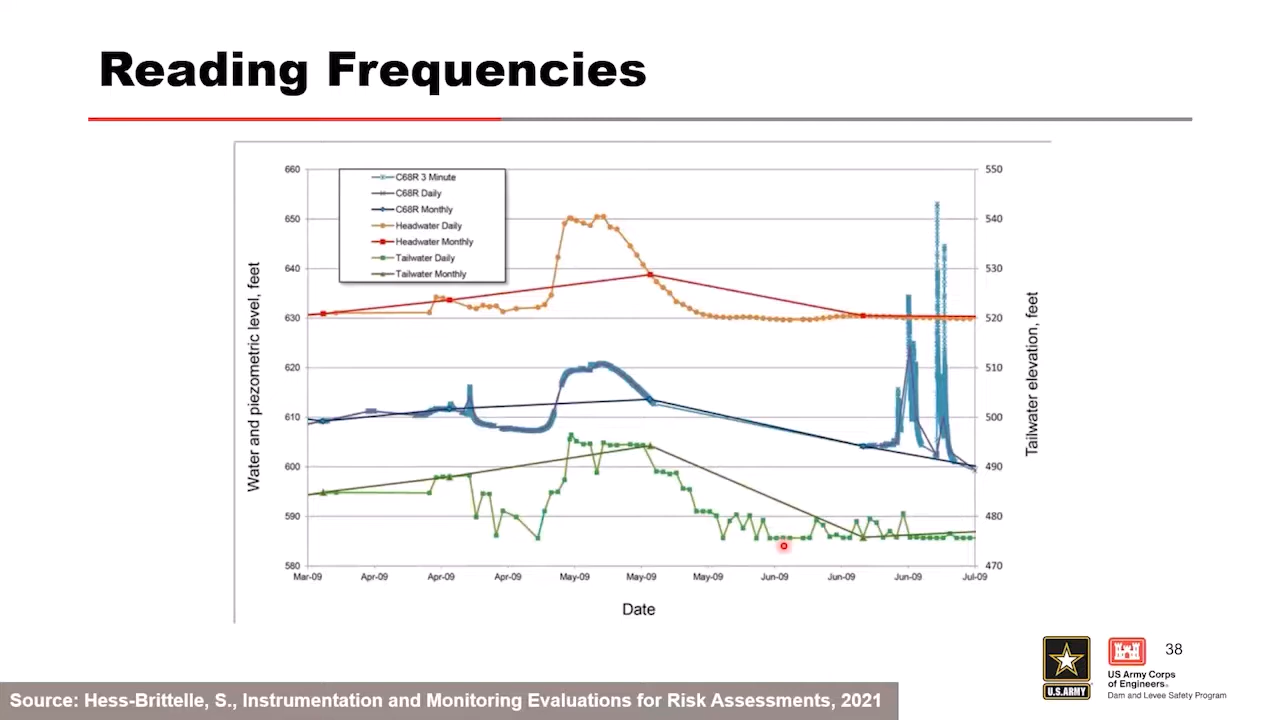 Reading Frequencies
660
650
640
630
620
610
600
590
580
550
540
530
520
510
500
490
480
470
C68R 3 Minute
C68R Daily
C68R Monthly
Headwater Daily
Headwater Monthly
Tailwater Daily
Tailwater Monthly
Water and piezometric level, feet
Tailwater elevation, feet
Mar-09 Apr-09 Apr-09 Apr-09 May-09 May-09 May-09 Jun-09 Jun-09 Jun-09 Jul-09
Date
38
U.S.ARMY
US Army Corps
of Engineers®
Dam and Levee Safety Program
Source: Hess-Brittelle, S., Instrumentation and Monitoring Evaluations for Risk Assessments, 2021